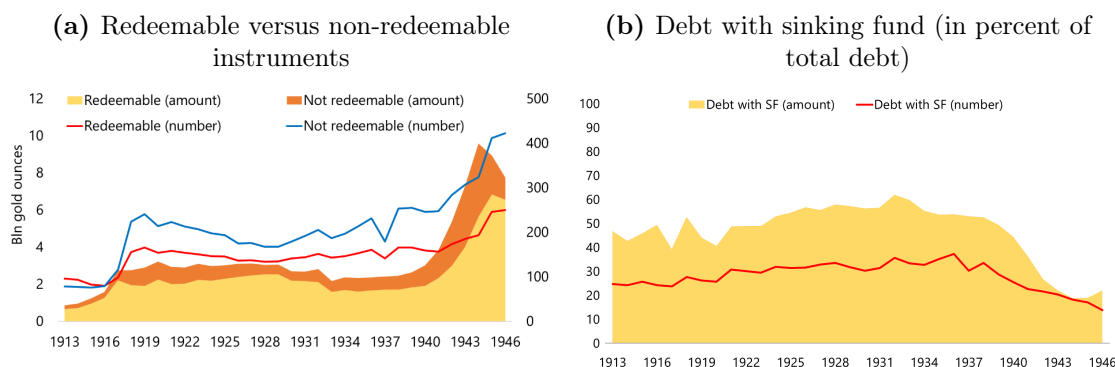 (a) Redeemable versus non-redeemable
instruments
12 500
Redeemable (amount) Not redeemable (amount)
Redeemable (number) Not redeemable (number)
10 400
8
300
6
200
4
100
2
0 0
Bln gold ounces
1913 1916 1919 1922 1925 1928 1931 1934 1937 1940 1943 1946
(b) Debt with sinking fund (in percent of
total debt)
100
Debt with SF (amount) Debt with SF (number)
90
80
70
60
50
40
30
20
10
0
1913 1916 1919 1922 1925 1928 1931 1934 1937 1940 1943 1946